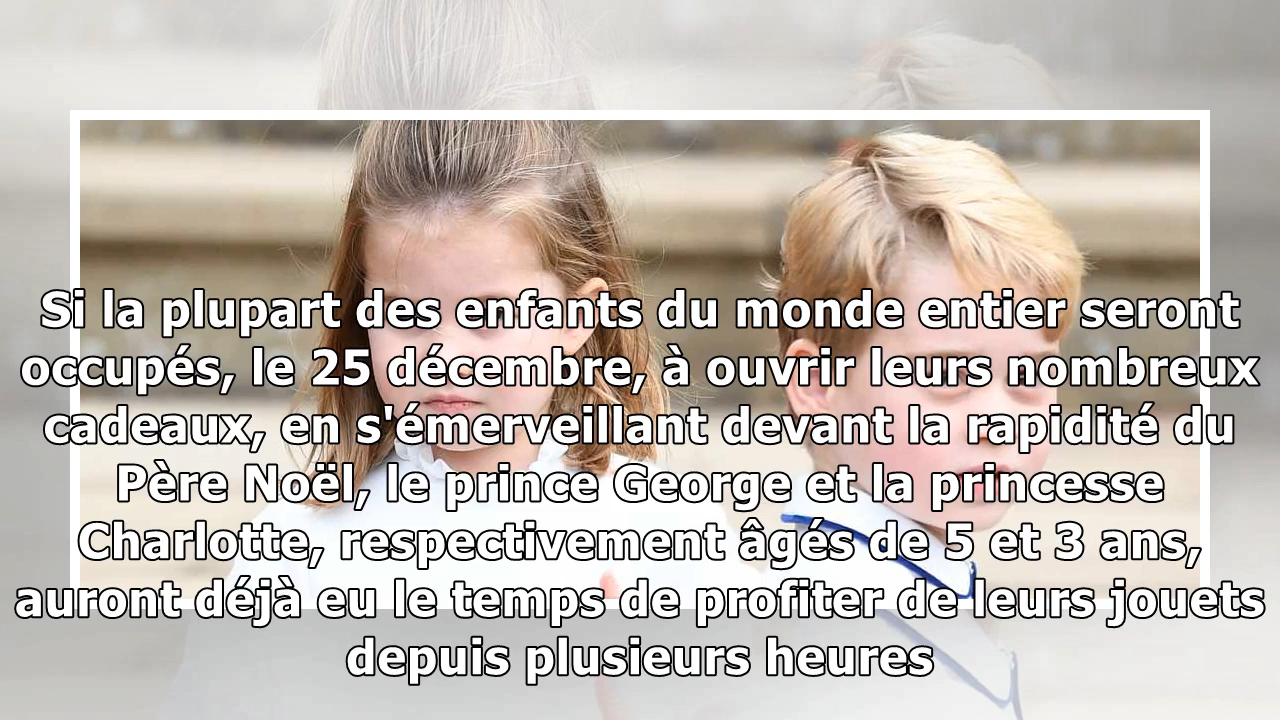 Si la plupart des enfants du monde entier seront
occupés, le 25 décembre, à ouvrir leurs nombreux
cadeaux, en s'émerveillant devant la rapidité du
Père Noël, le prince George et la princesse
Charlotte, respectivement âgés de 5 et 3 ans,
auront déjà eu le temps de profiter de leurs jouets
depuis plusieurs heures